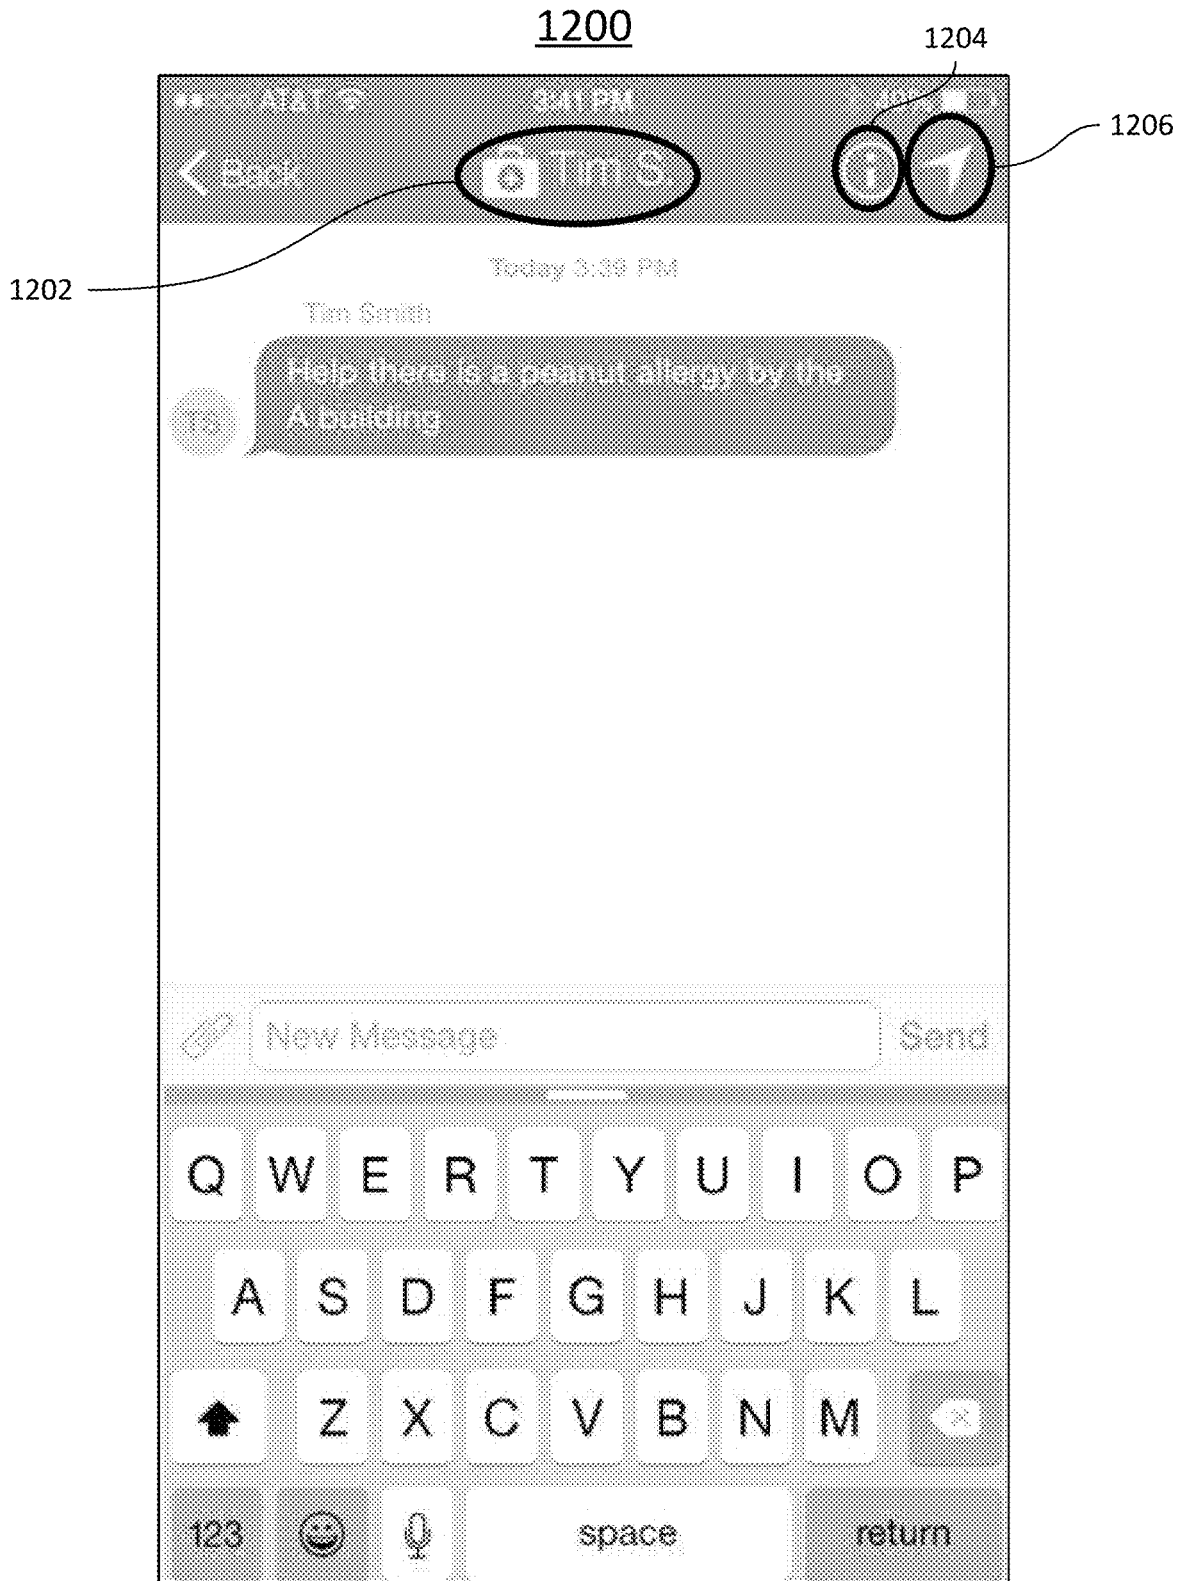 1200
1204
AT&T 3:41 PM
1206
Back Tim S.
Today 3:39 PM
1202
Tim Smith
Help there is a peanut allergy by the
A building
TS
New Message Send
Q W E R T Y U I O P
A S D F G H J K L
Z X C V B N M
123 space return